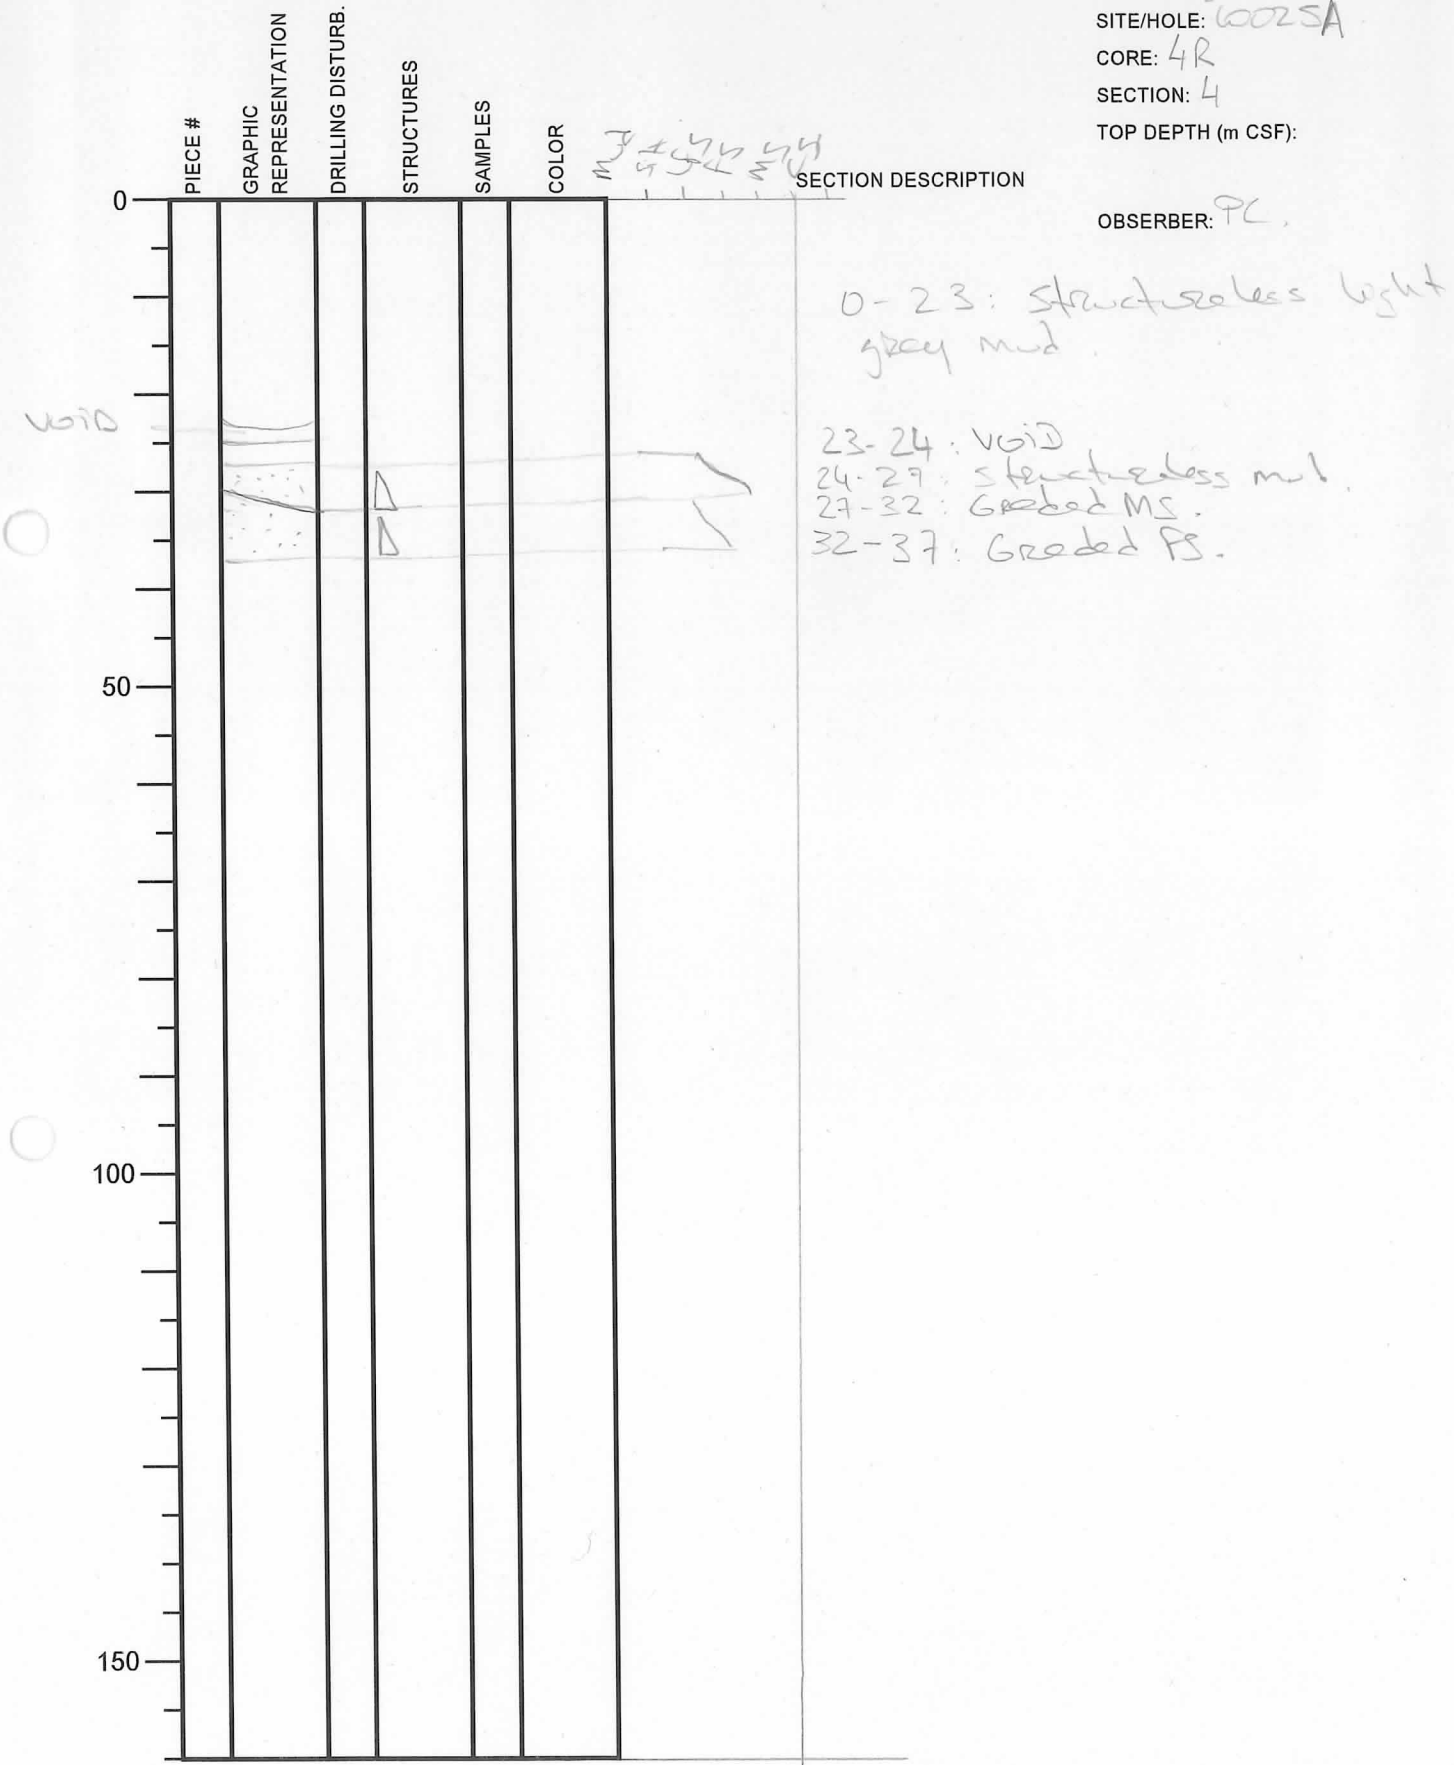 SITE/HOLE: C0025A
CORE: 4R
SECTION: 4
TOP DEPTH (m CSF):
OBSERBER: PC.
PIECE #
GRAPHIC
REPRESENTATION
DRILLING DISTURB.
STRUCTURES
SAMPLES
COLOR
SECTION DESCRIPTION
0
0-23: structureless light
grey mud.
VOID
23-24: VOID
24-27: structureless mud.
27-32: Graded MS.
32-37: Graded FS.
50
100
150